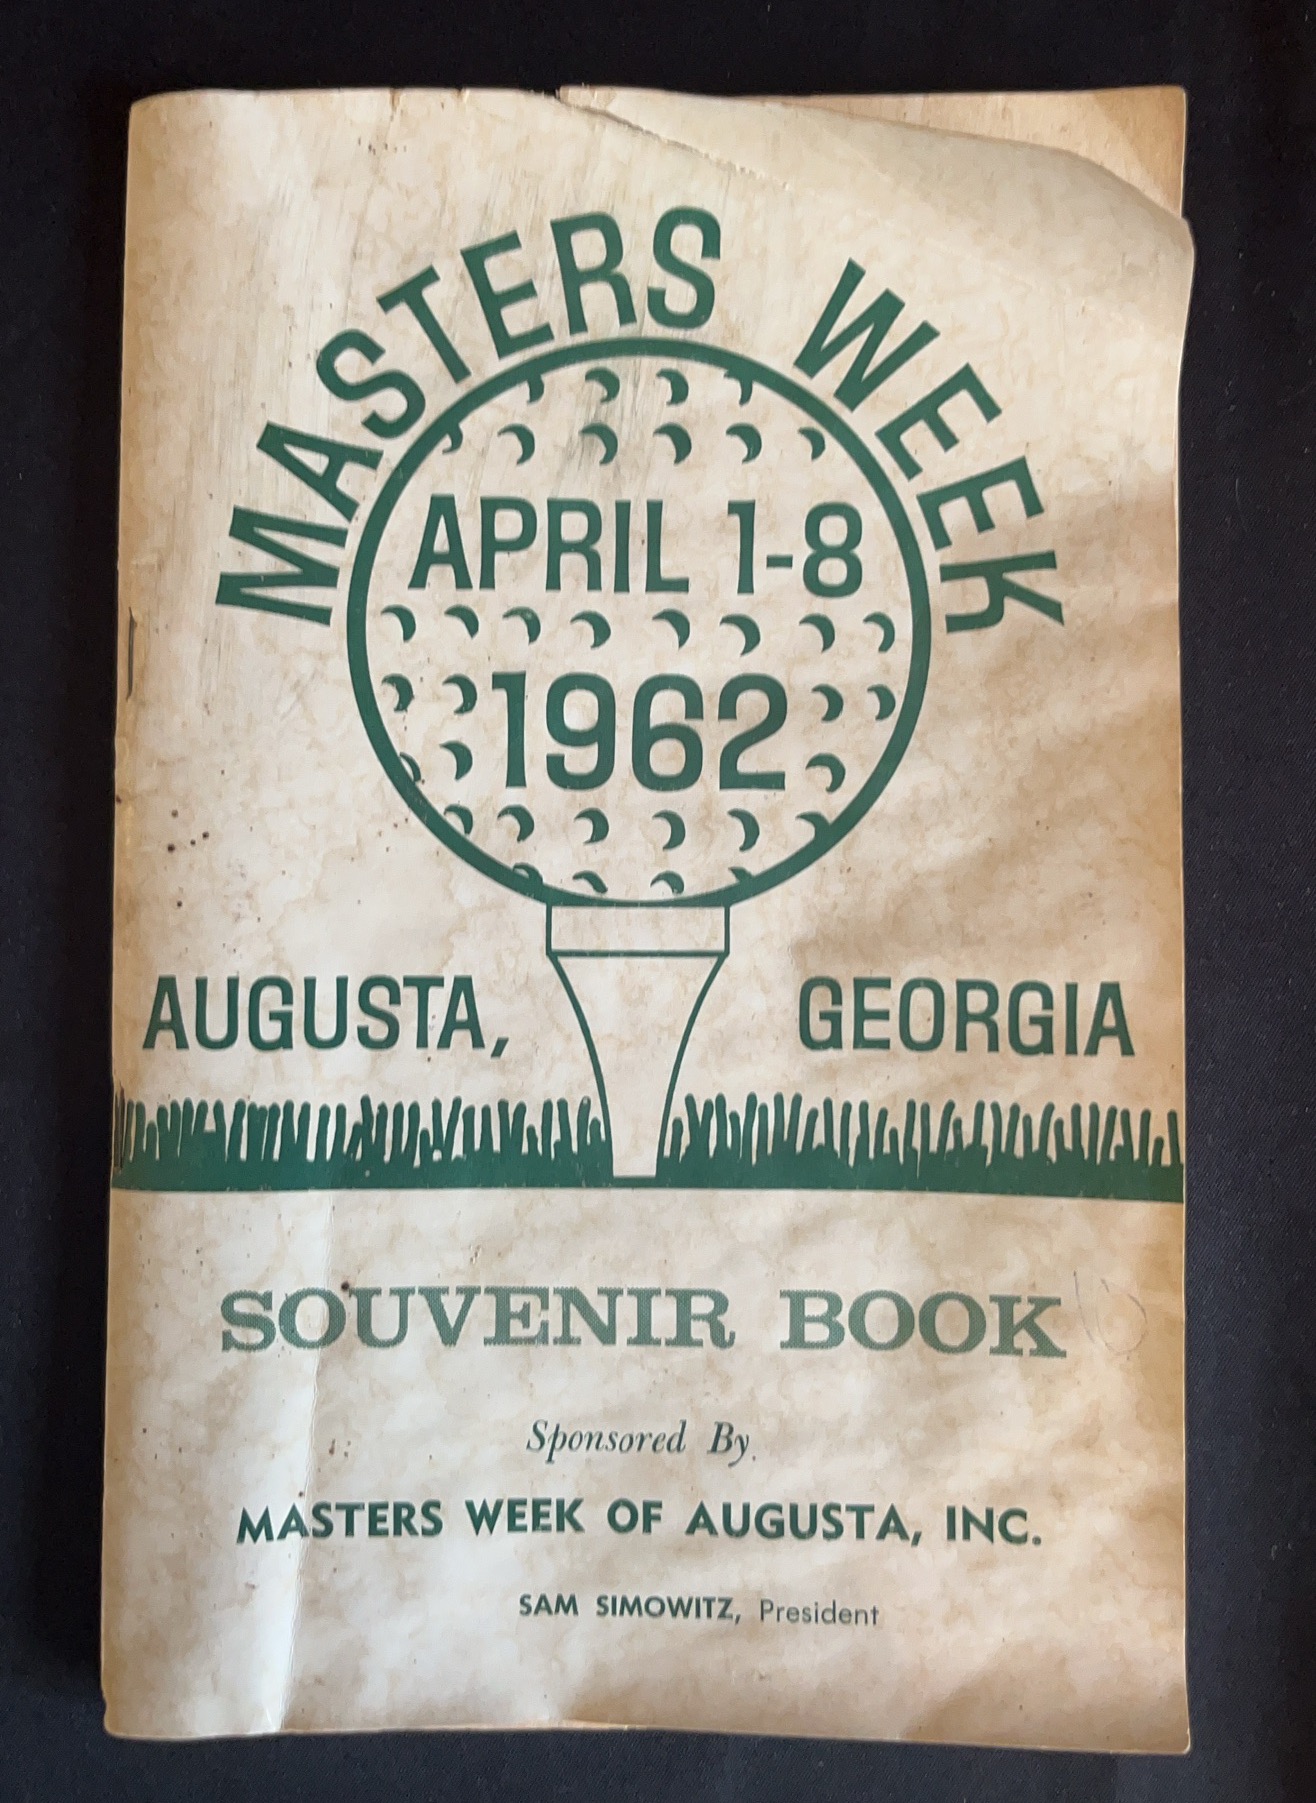 MASTERS WEEK
APRIL 1-8
1962
AUGUSTA, GEORGIA
SOUVENIR BOOK
Sponsored By
MASTERS WEEK OF AUGUSTA, INC.
SAM SIMOWITZ, President